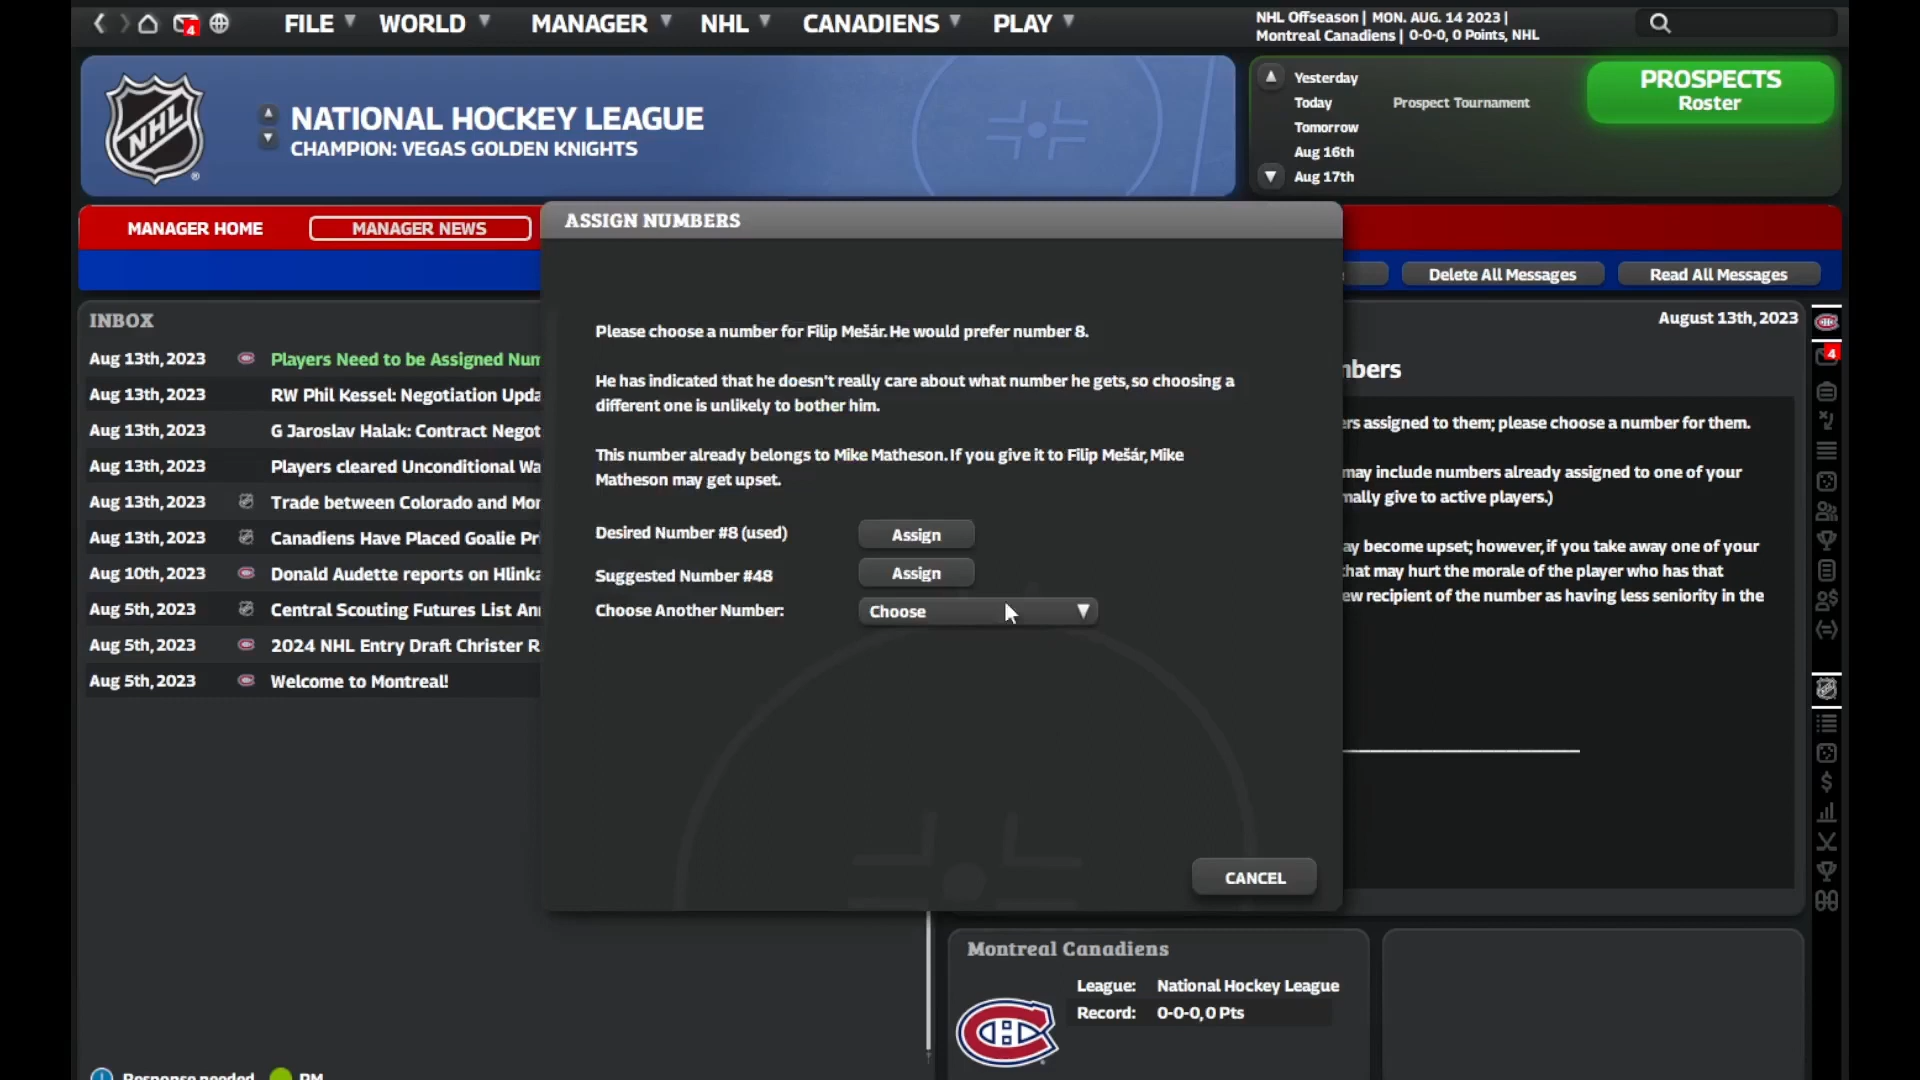 FILE
WORLD
MANAGER
NHL
CANADIENS
PLAY
4
NHL Offseason | MON. AUG. 14 2023 |
Montreal Canadiens | 0-0-0, 0 Points, NHL
NHL
NATIONAL HOCKEY LEAGUE
CHAMPION: VEGAS GOLDEN KNIGHTS
Yesterday
Today Prospect Tournament
Tomorrow
Aug 16th
Aug 17th
PROSPECTS
Roster
MANAGER HOME
MANAGER NEWS
Delete All Messages
Read All Messages
INBOX
Aug 13th, 2023 Players Need to be Assigned Num
Aug 13th, 2023 RW Phil Kessel: Negotiation Upda
Aug 13th, 2023 G Jaroslav Halak: Contract Negot
Aug 13th, 2023 Players cleared Unconditional Wa
Aug 13th, 2023 Trade between Colorado and Mon
Aug 13th, 2023 Canadiens Have Placed Goalie Pri
Aug 10th, 2023 Donald Audette reports on Hlinka
Aug 5th, 2023 Central Scouting Futures List An
Aug 5th, 2023 2024 NHL Entry Draft Christer R
Aug 5th, 2023 Welcome to Montreal!
ASSIGN NUMBERS
Please choose a number for Filip Mešár. He would prefer number 8.
He has indicated that he doesn't really care about what number he gets, so choosing a
different one is unlikely to bother him.
This number already belongs to Mike Matheson. If you give it to Filip Mešár, Mike
Matheson may get upset.
Desired Number #8 (used) Assign
Suggested Number #48 Assign
Choose Another Number: Choose
CANCEL
August 13th, 2023
4
nbers
ers assigned to them; please choose a number for them.
may include numbers already assigned to one of your
mally give to active players.)
ay become upset; however, if you take away one of your
that may hurt the morale of the player who has that
ew recipient of the number as having less seniority in the
Montreal Canadiens
League: National Hockey League
Record: 0-0-0, 0 Pts
Response needed
PM